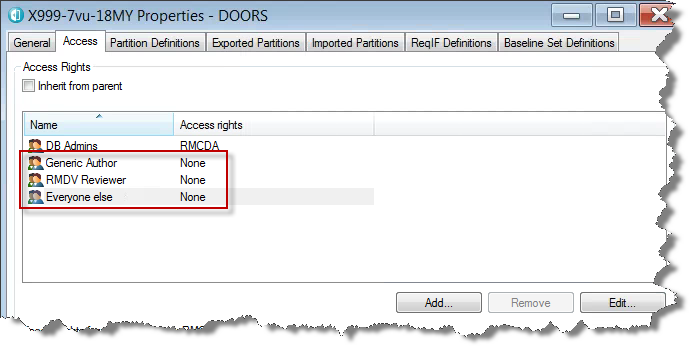 X999-7vu-18MY Properties - DOORS
General Access Partition Definitions Exported Partitions Imported Partitions ReqIF Definitions Baseline Set Definitions
Access Rights
Inherit from parent
Name Access rights
DB Admins RMCDA
Generic Author None
RMDV Reviewer None
Everyone else None
Add... Remove Edit...